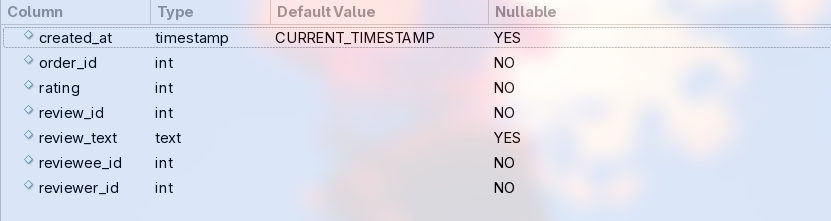 Column Type Default Value Nullable
created_at timestamp CURRENT_TIMESTAMP YES
order_id int NO
rating int NO
review_id int NO
review_text text YES
reviewee_id int NO
reviewer_id int NO